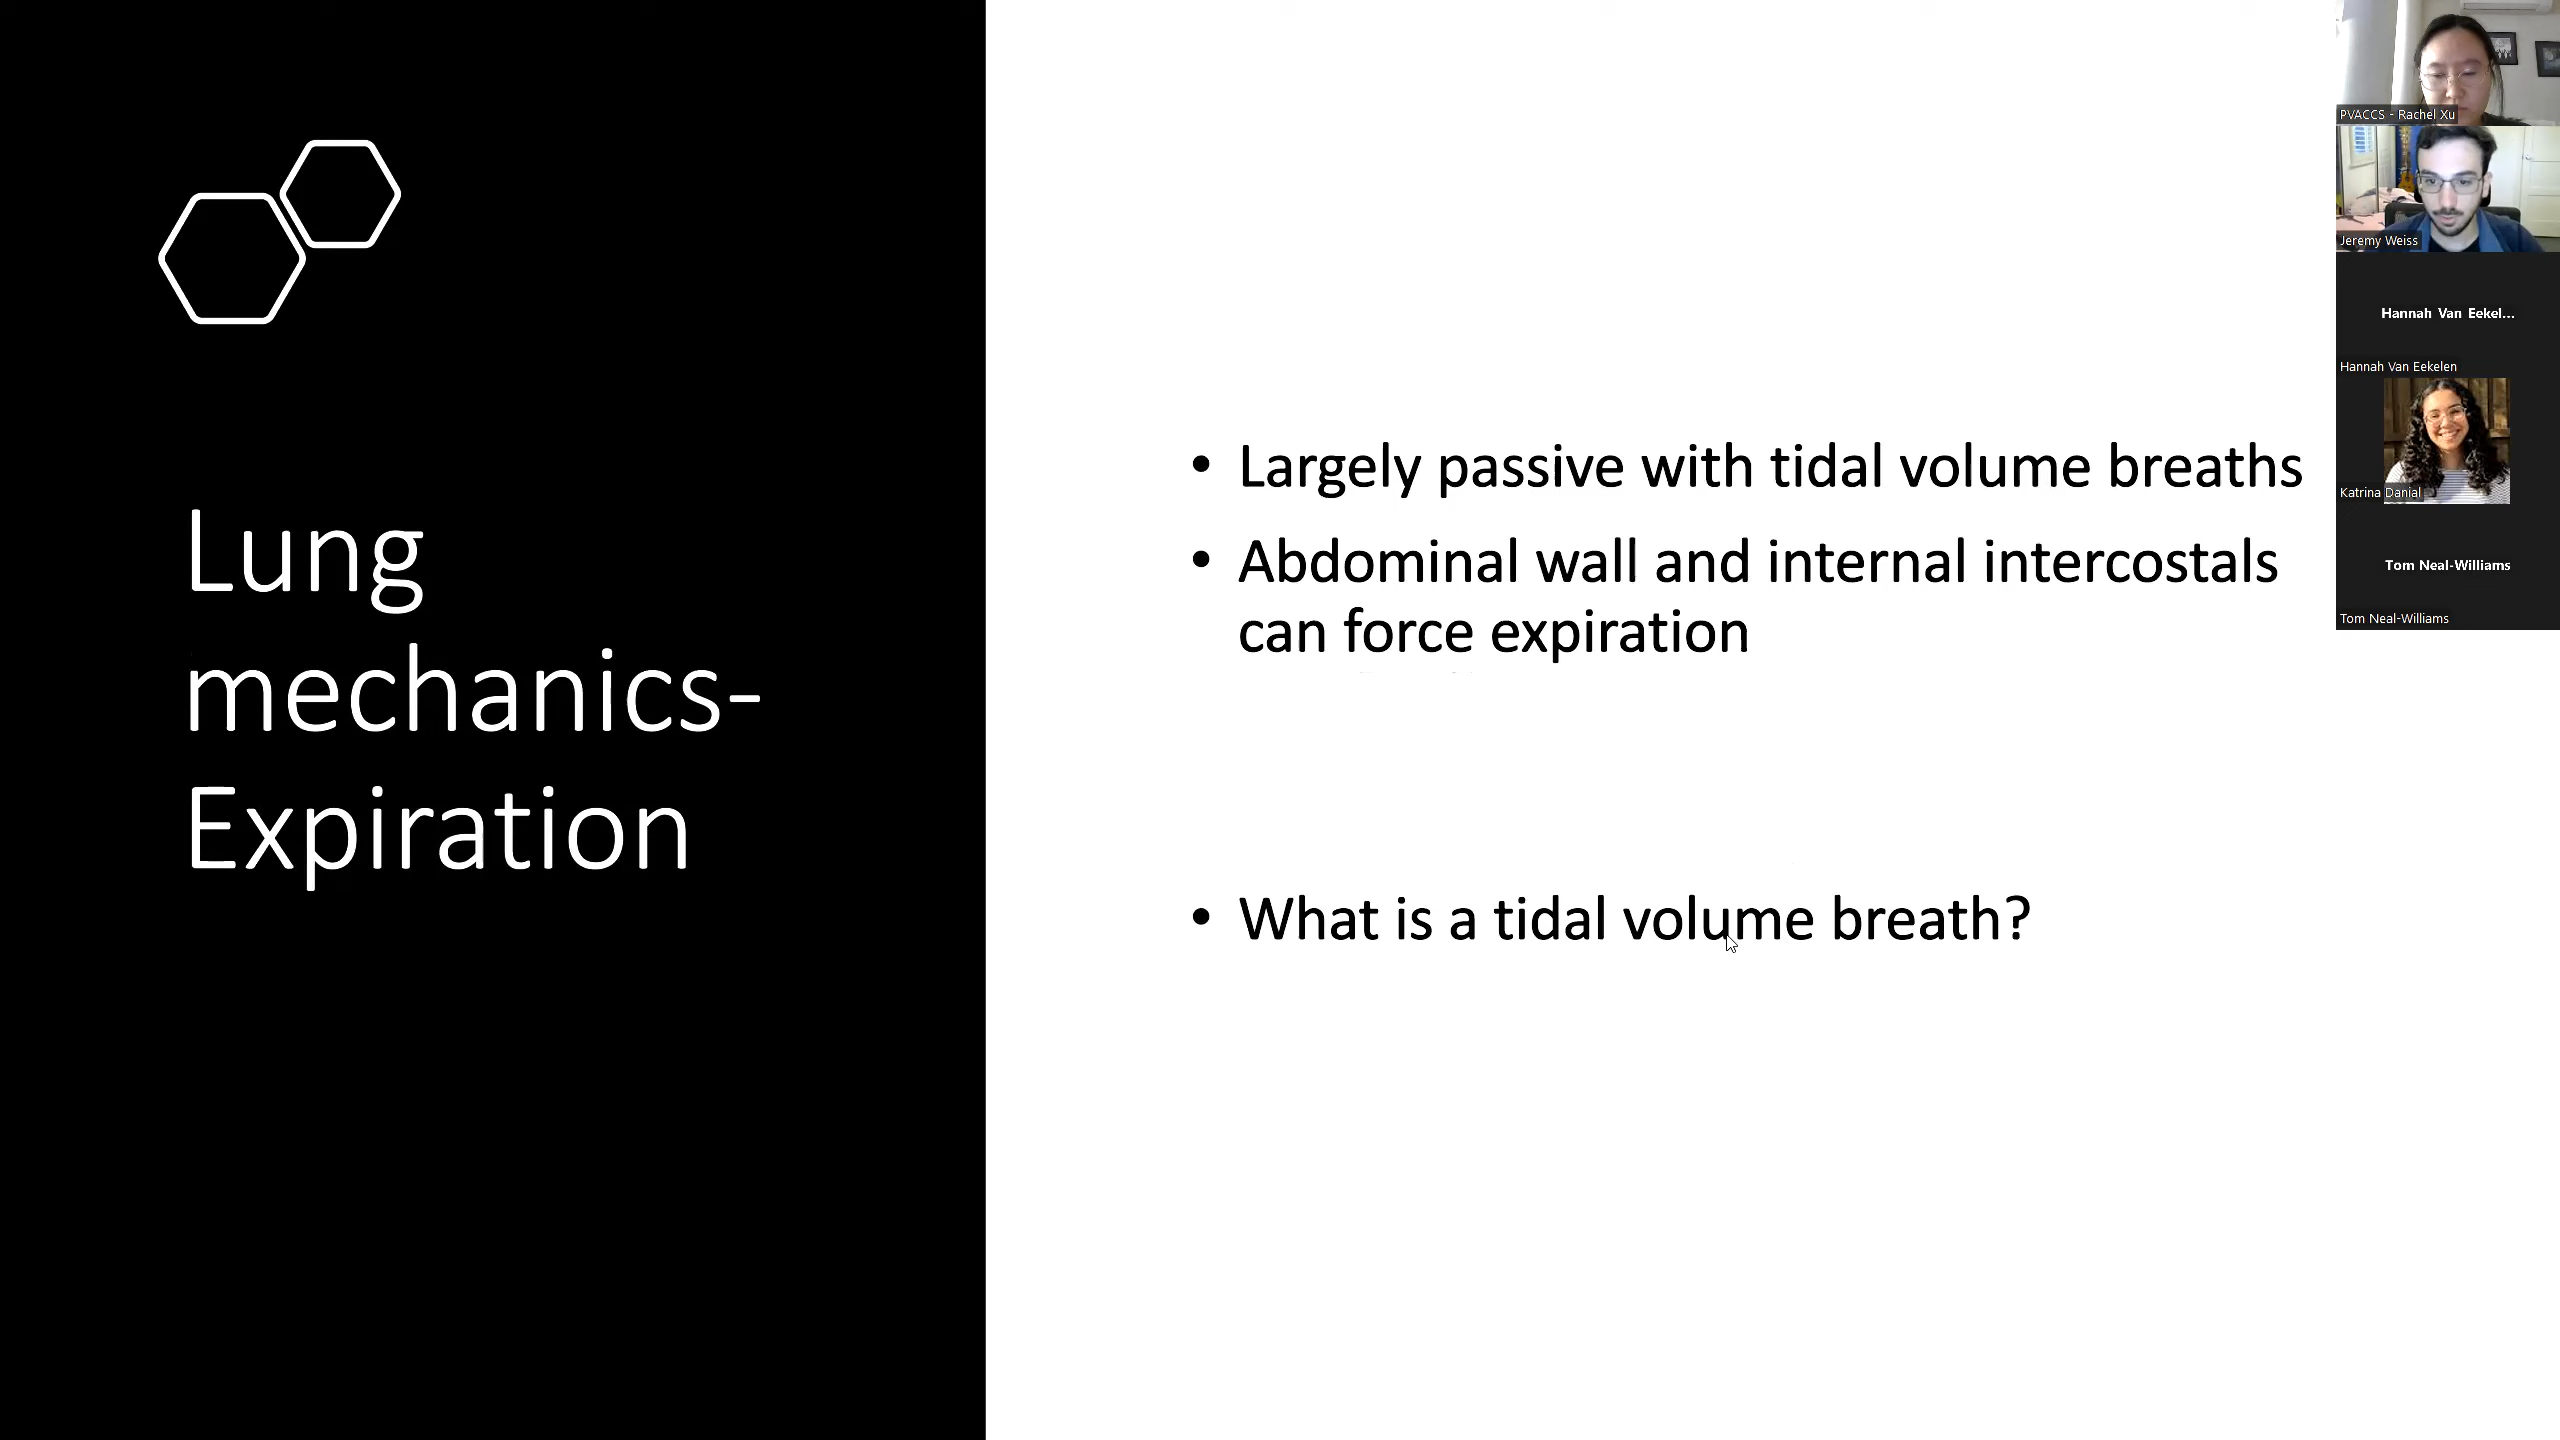 Lung
mechanics-
Expiration
• Largely passive with tidal volume breaths
• Abdominal wall and internal intercostals
can force expiration
• What is a tidal volume breath?
PVACCS - Rachel Xu
Jeremy Weiss
Hannah Van Eekel...
Hannah Van Eekelen
Katrina Danial
Tom Neal-Williams
Tom Neal-Williams